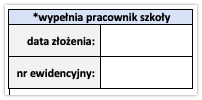 *wypełnia pracownik szkoły
data złożenia:
nr ewidencyjny: